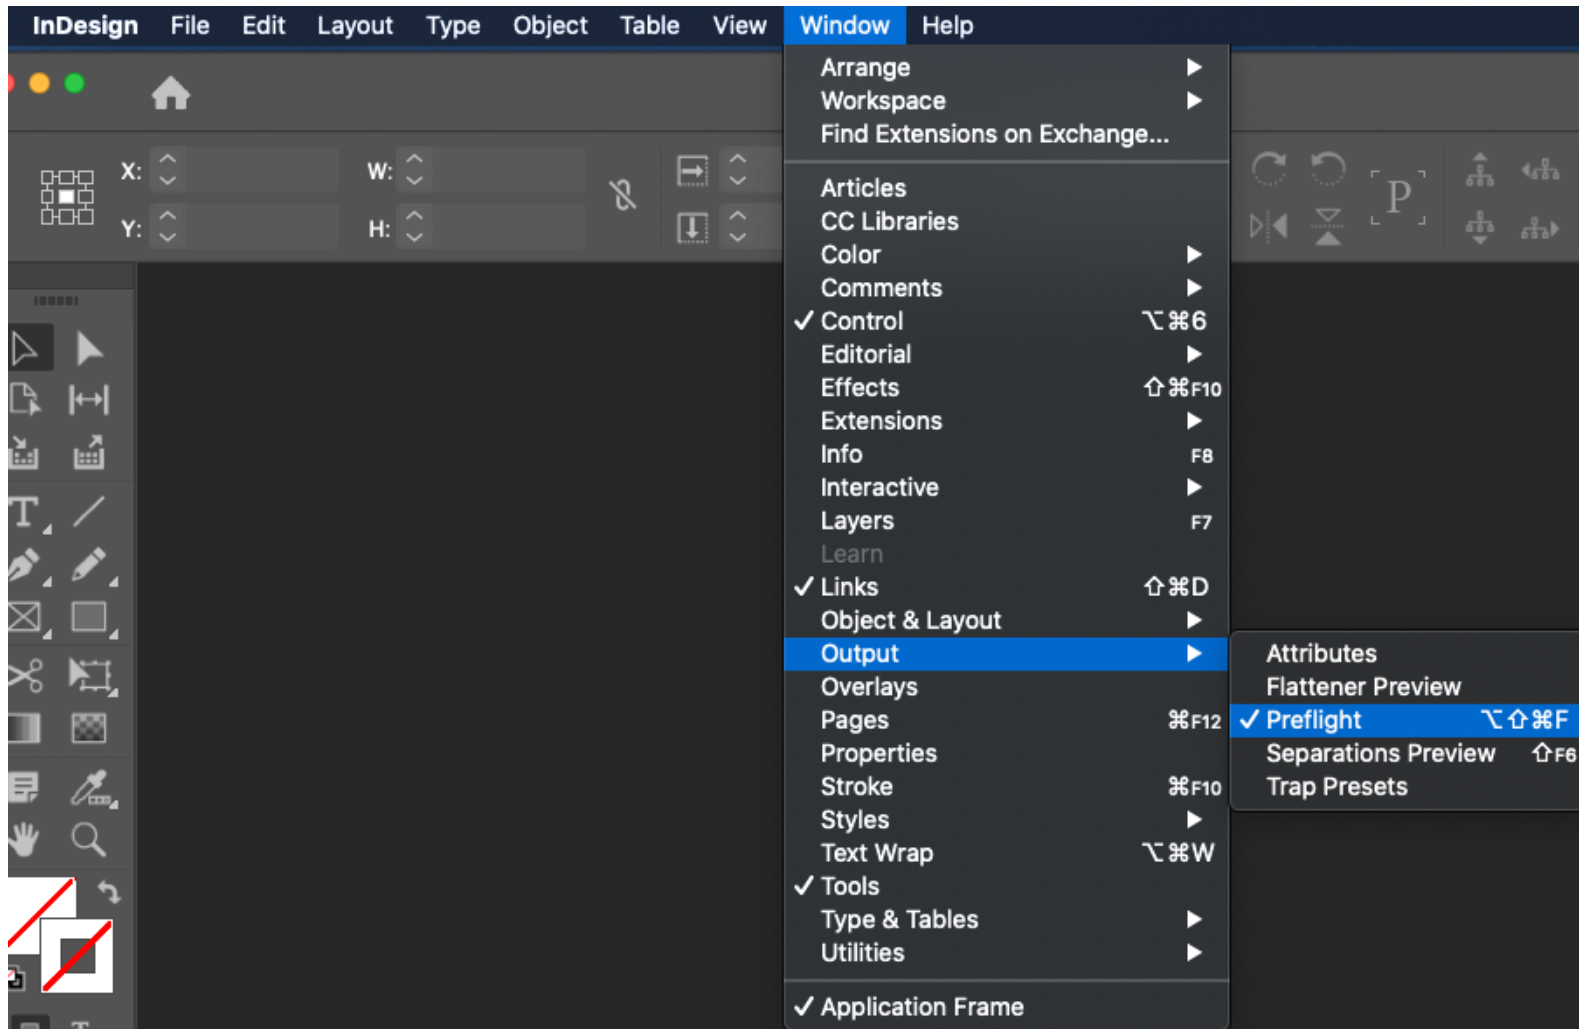 InDesign File Edit Layout Type Object Table View Window Help
X: W:
Y: H:
P
Arrange
Workspace
Find Extensions on Exchange...
Articles
CC Libraries
Color
Comments
✓ Control ⌥⌘6
Editorial
Effects ⇧⌘F10
Extensions
Info F8
Interactive
Layers F7
Learn
✓ Links ⇧⌘D
Object & Layout
Output
Overlays
Pages ⌘F12
Properties
Stroke ⌘F10
Styles
Text Wrap ⌥⌘W
✓ Tools
Type & Tables
Utilities
✓ Application Frame
Attributes
Flattener Preview
✓ Preflight ⌥⇧⌘F
Separations Preview ⇧F6
Trap Presets